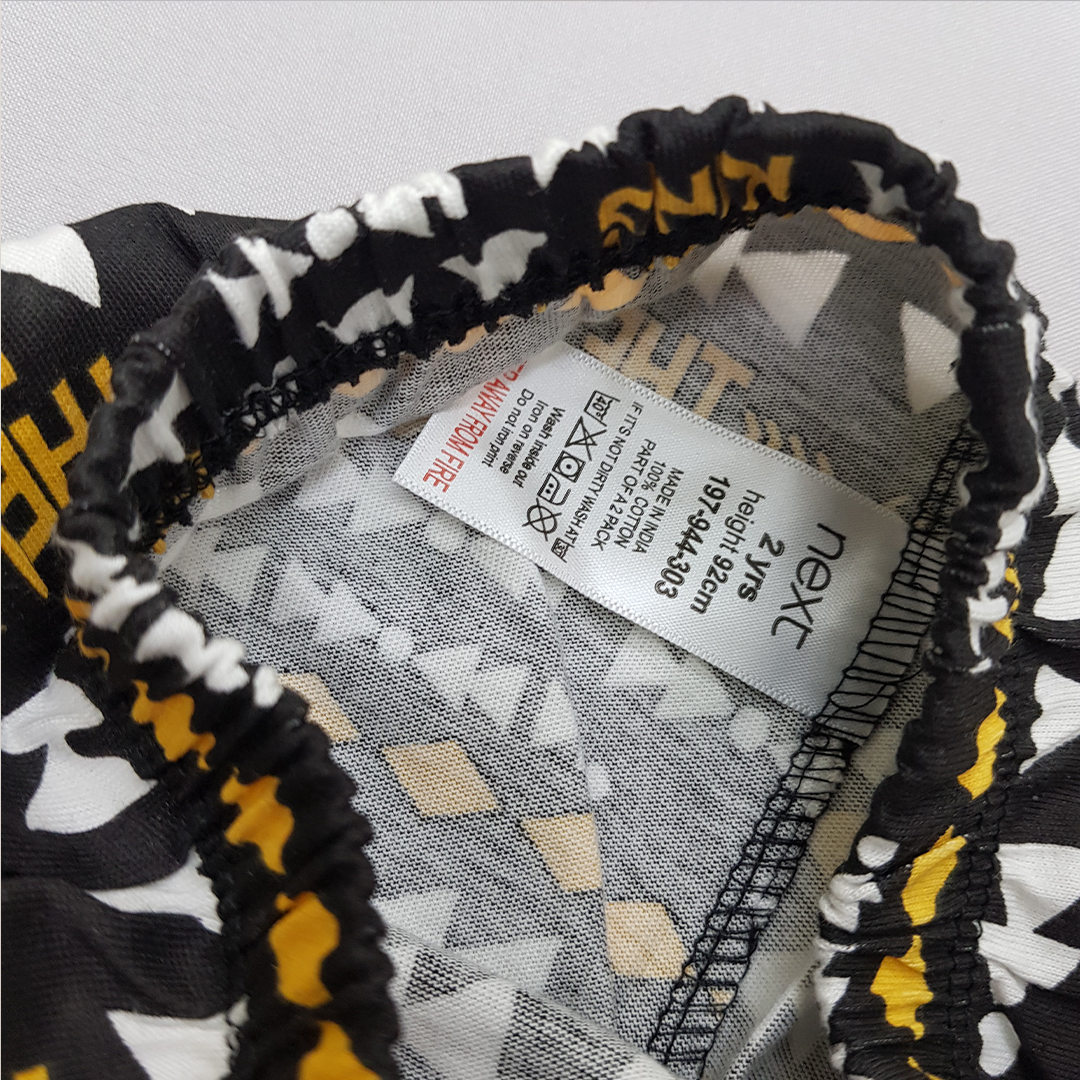 next
2 yrs
height 92cm
197-944-303
MADE IN INDIA
100% COTTON
PART OF A 2 PACK
IF IT'S NOT DIRTY WASH AT
40°
Wash inside out
Iron on reverse
Do not iron print
AWAY FROM FIRE